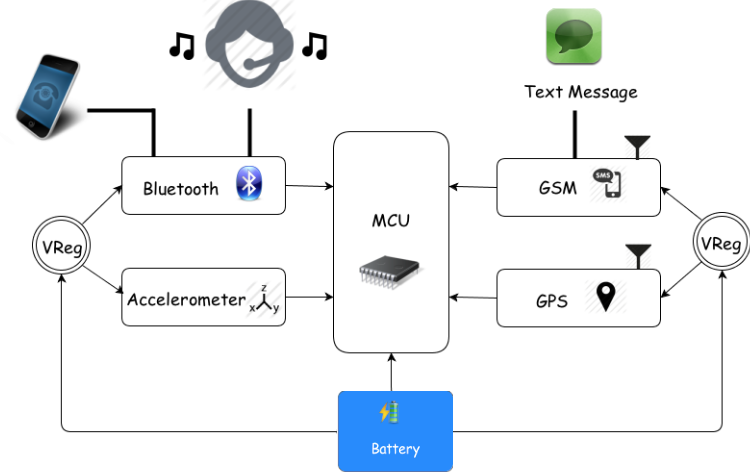 Text Message
Bluetooth
GSM
SMS
MCU
VReg
VReg
Accelerometer
z
x
y
GPS
Battery